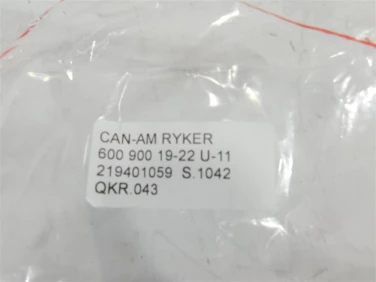 CAN-AM RYKER
600 900 19-22 U-11
219401059 S.1042
QKR.043